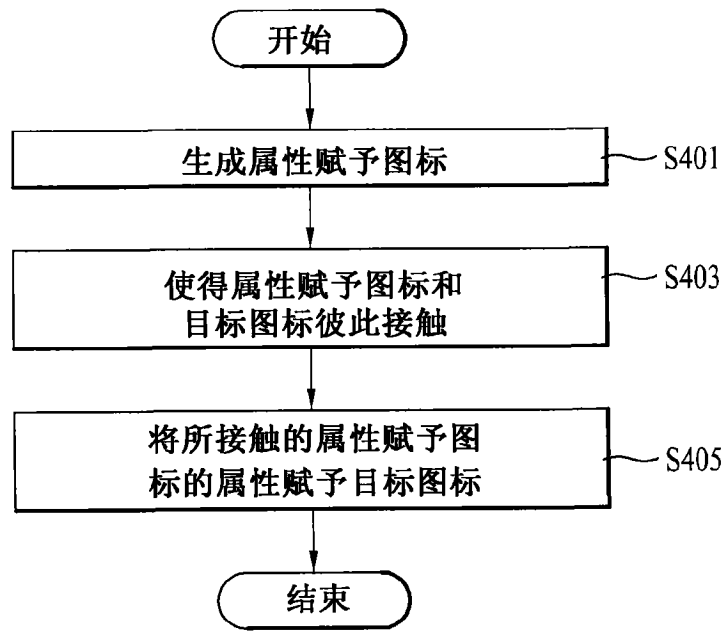 开始
生成属性赋予图标
S401
使得属性赋予图标和
目标图标彼此接触
S403
将所接触的属性赋予图
标的属性赋予目标图标
S405
结束